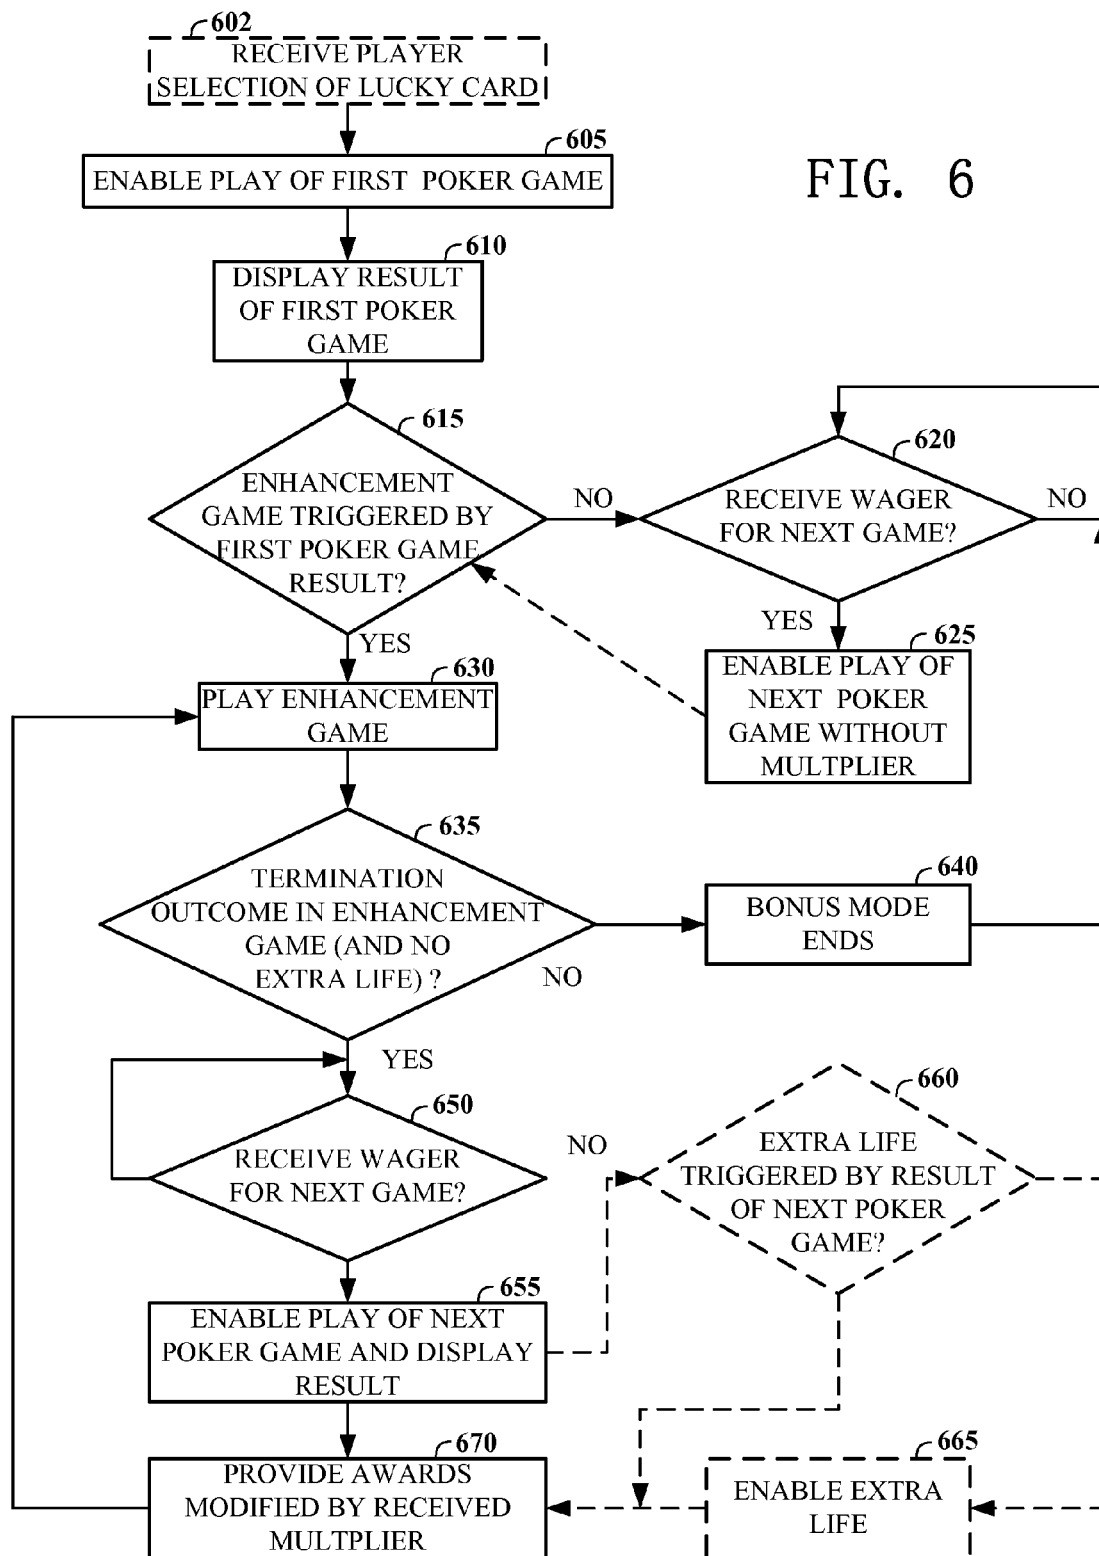 602
RECEIVE PLAYER
SELECTION OF LUCKY CARD
605
ENABLE PLAY OF FIRST POKER GAME
FIG. 6
610
DISPLAY RESULT
OF FIRST POKER
GAME
615
ENHANCEMENT
GAME TRIGGERED BY
FIRST POKER GAME
RESULT?
NO
620
RECEIVE WAGER
FOR NEXT GAME?
NO
YES
YES
625
ENABLE PLAY OF
NEXT POKER
GAME WITHOUT
MULTPLIER
630
PLAY ENHANCEMENT
GAME
635
TERMINATION
OUTCOME IN ENHANCEMENT
GAME (AND NO
EXTRA LIFE) ?
NO
640
BONUS MODE
ENDS
YES
650
RECEIVE WAGER
FOR NEXT GAME?
NO
660
EXTRA LIFE
TRIGGERED BY RESULT
OF NEXT POKER
GAME?
655
ENABLE PLAY OF NEXT
POKER GAME AND DISPLAY
RESULT
670
PROVIDE AWARDS
MODIFIED BY RECEIVED
MULTPLIER
665
ENABLE EXTRA
LIFE